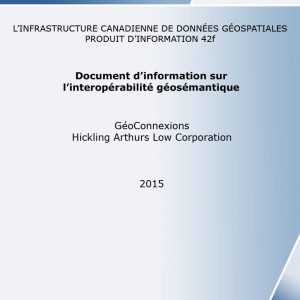 L’INFRASTRUCTURE CANADIENNE DE DONNÉES GÉOSPATIALES
PRODUIT D’INFORMATION 42f
Document d’information sur
l’interopérabilité géosémantique
GéoConnexions
Hickling Arthurs Low Corporation
2015